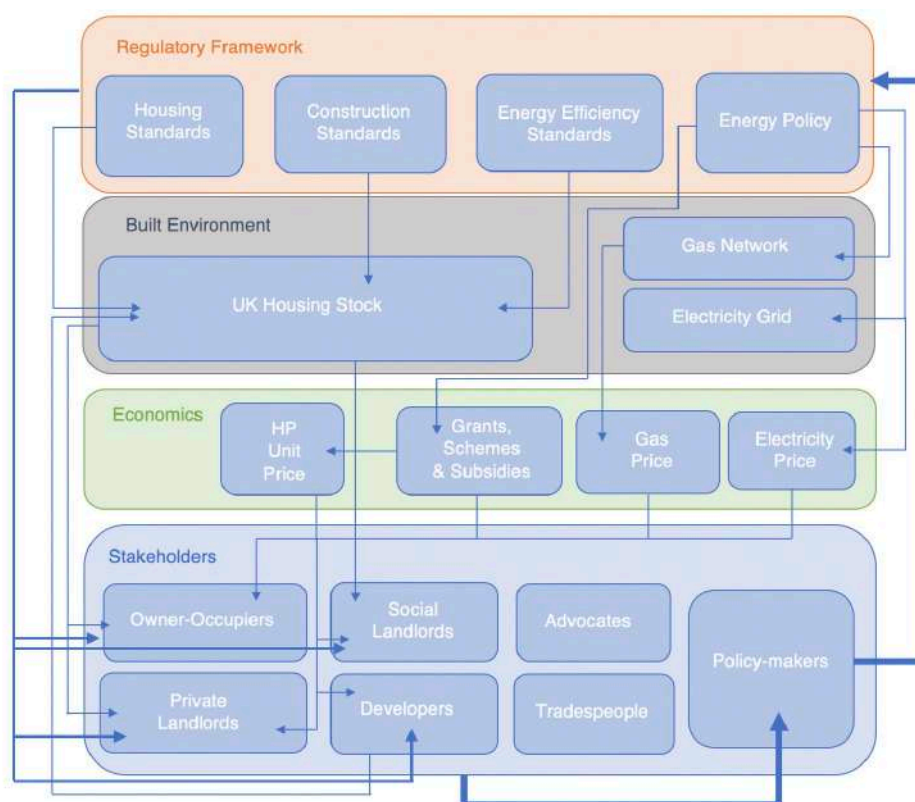 Regulatory Framework
Housing
Standards
Construction
Standards
Energy Efficiency
Standards
Energy Policy
Built Environment
Gas Network
UK Housing Stock
Electricity Grid
Economics
HP
Unit
Price
Grants,
Schemes
& Subsidies
Gas
Price
Electricity
Price
Stakeholders
Owner-Occupiers
Social
Landlords
Advocates
Policy-makers
Private
Landlords
Developers
Tradespeople